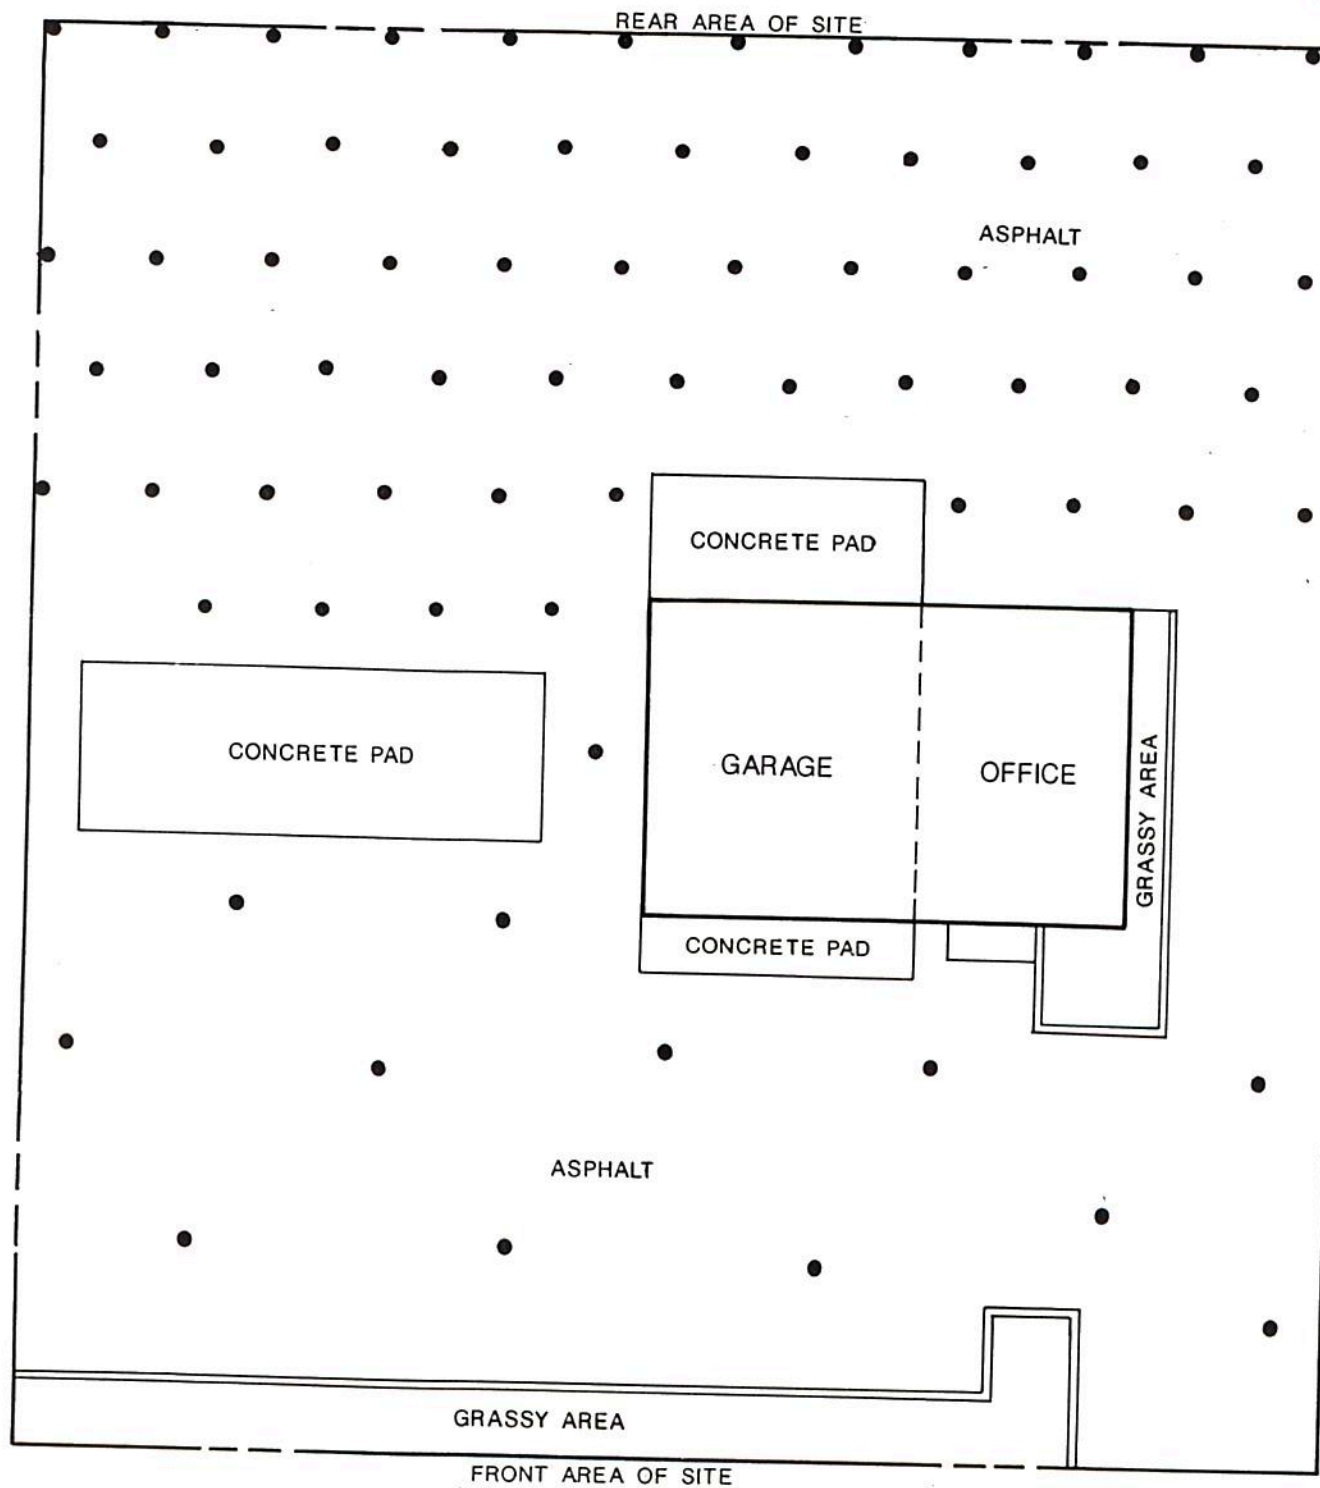 REAR AREA OF SITE
ASPHALT
CONCRETE PAD
CONCRETE PAD
GARAGE
OFFICE
GRASSY AREA
CONCRETE PAD
ASPHALT
GRASSY AREA
FRONT AREA OF SITE